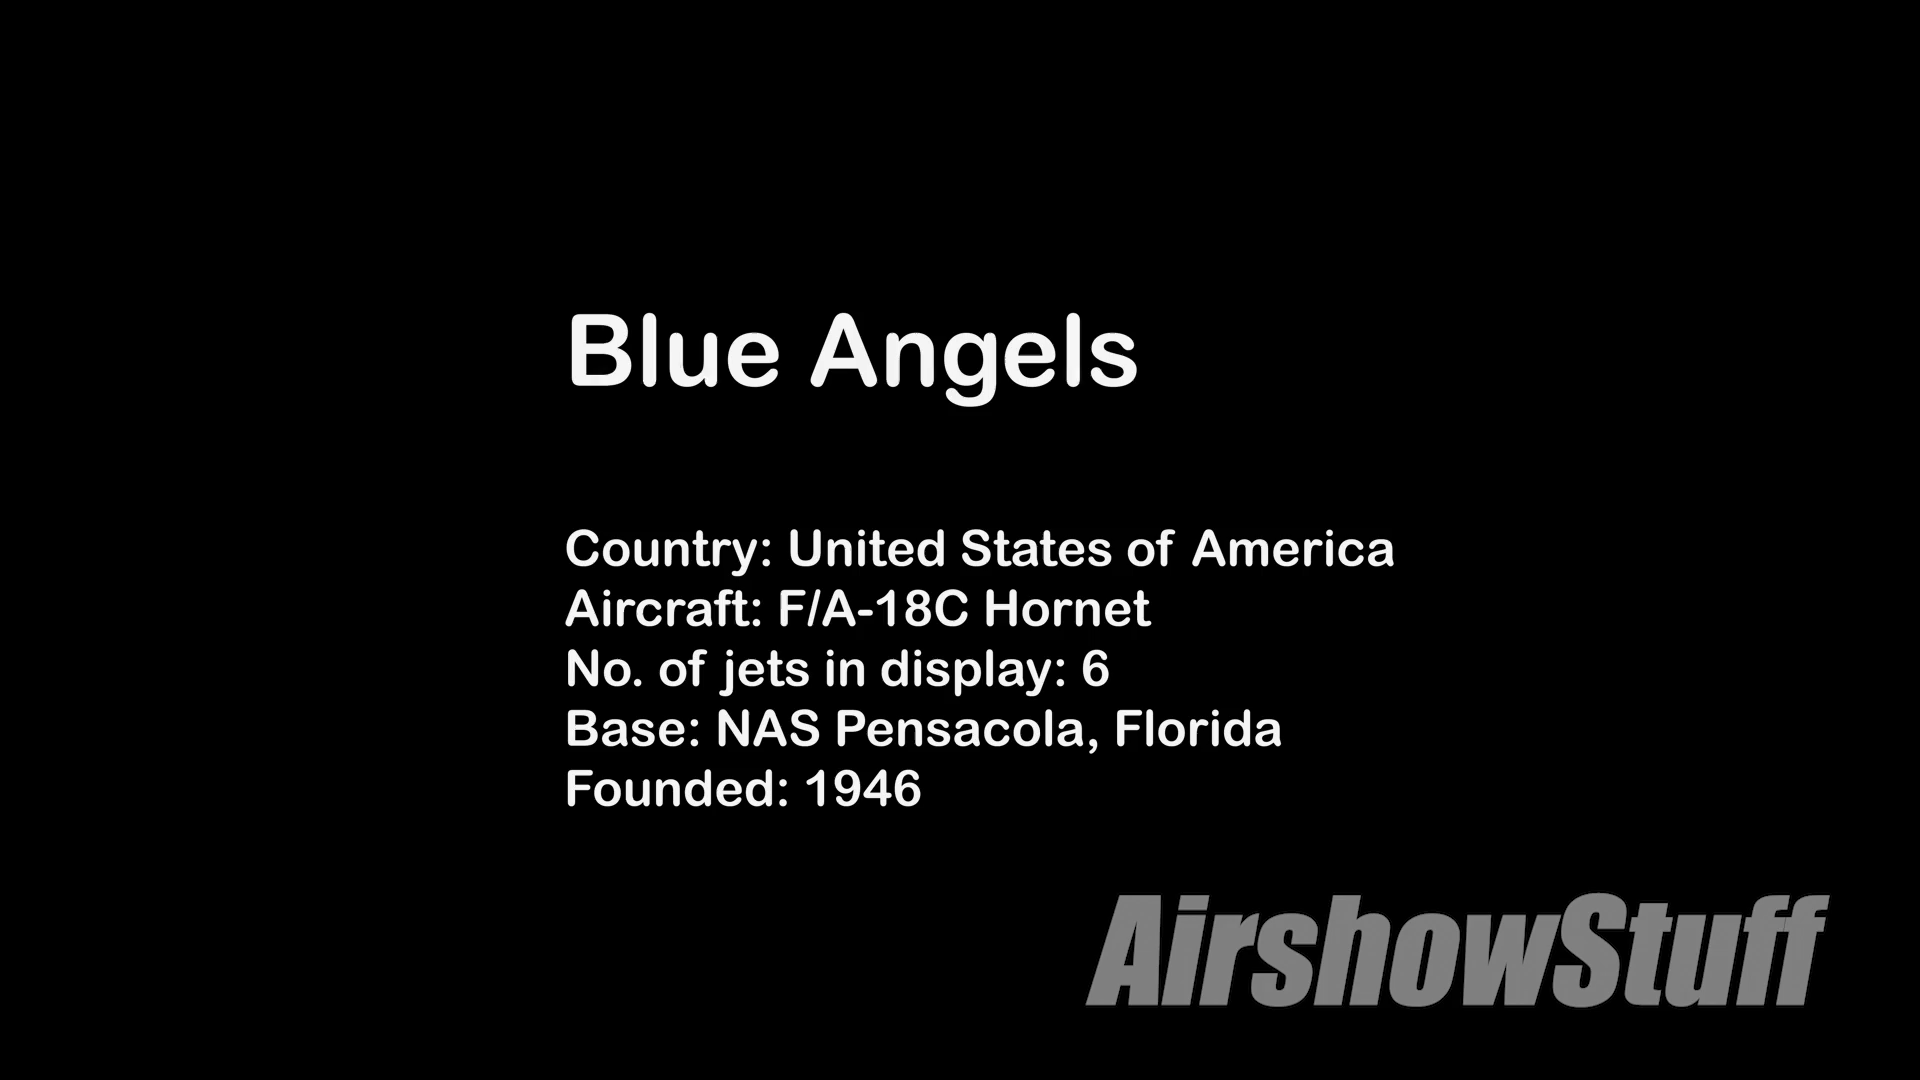 Blue Angels
Country: United States of America
Aircraft: F/A-18C Hornet
No. of jets in display: 6
Base: NAS Pensacola, Florida
Founded: 1946
AirshowStuff